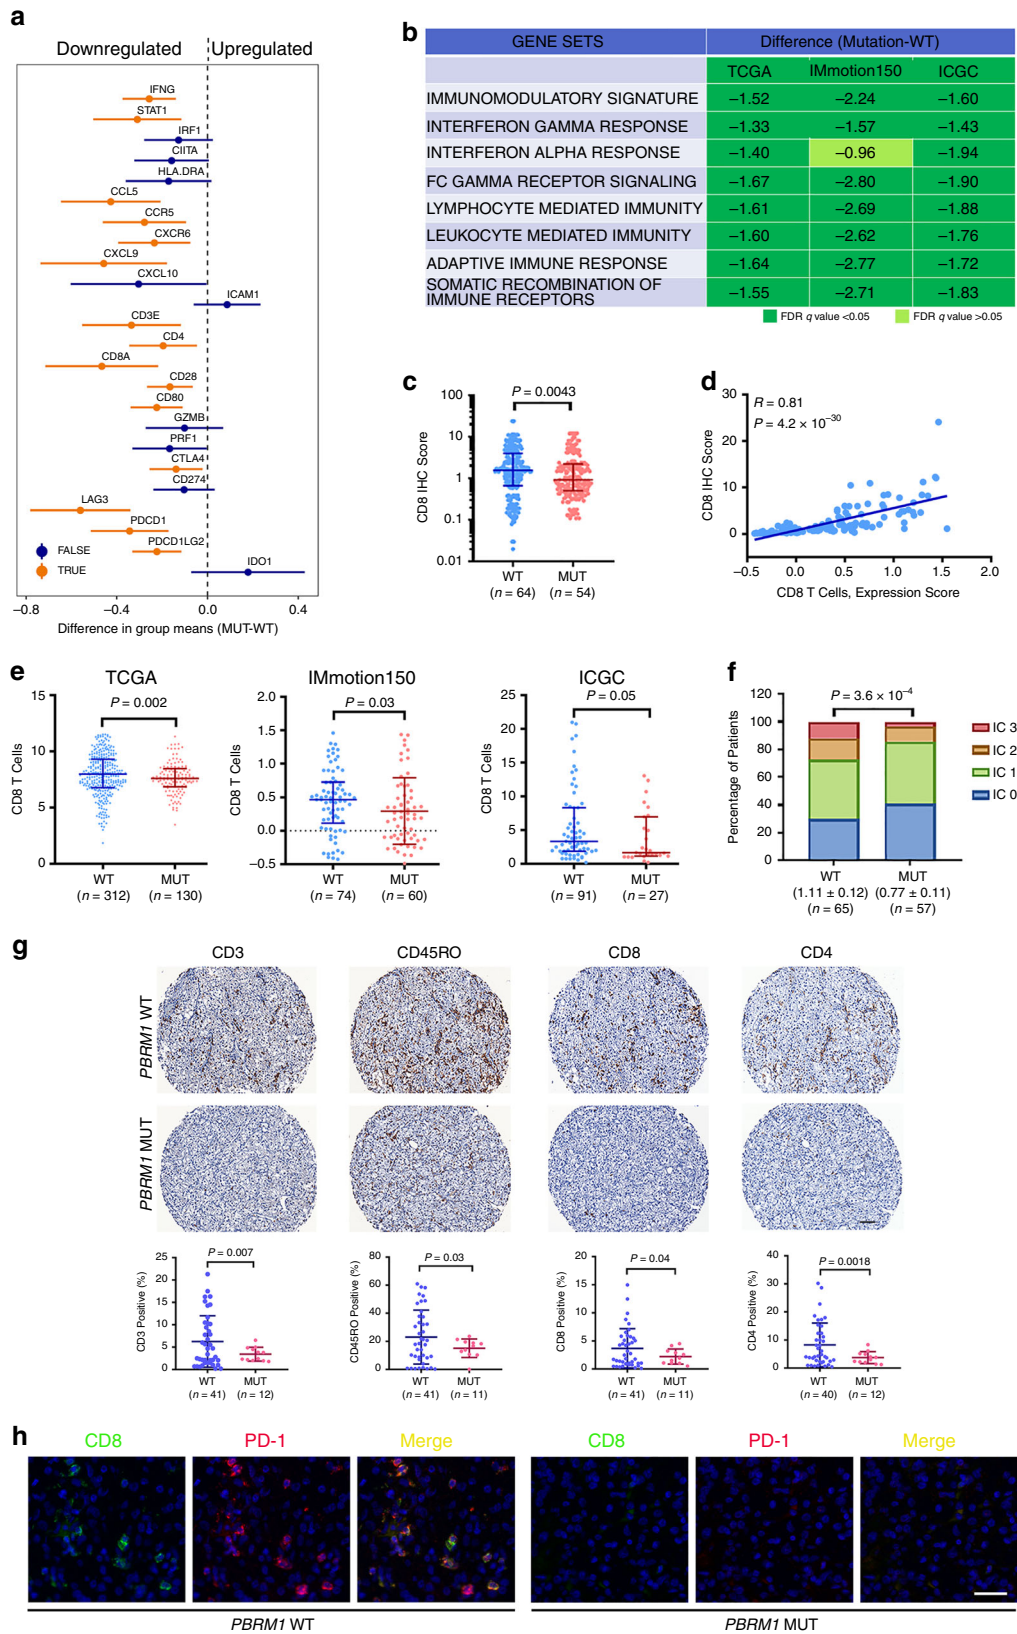 a
Downregulated Upregulated
IFNG
STAT1
IRF1
CIITA
HLA.DRA
CCL5
CCR5
CXCR6
CXCL9
CXCL10
ICAM1
CD3E
CD4
CD8A
CD28
CD80
GZMB
PRF1
CTLA4
CD274
LAG3
PDCD1
PDCD1LG2
IDO1
FALSE
TRUE
−0.8 −0.4 0.0 0.4
Difference in group means (MUT-WT)
b
GENE SETS Difference (Mutation-WT)
TCGA IMmotion150 ICGC
IMMUNOMODULATORY SIGNATURE −1.52 −2.24 −1.60
INTERFERON GAMMA RESPONSE −1.33 −1.57 −1.43
INTERFERON ALPHA RESPONSE −1.40 −0.96 −1.94
FC GAMMA RECEPTOR SIGNALING −1.67 −2.80 −1.90
LYMPHOCYTE MEDIATED IMMUNITY −1.61 −2.69 −1.88
LEUKOCYTE MEDIATED IMMUNITY −1.60 −2.62 −1.76
ADAPTIVE IMMUNE RESPONSE −1.64 −2.77 −1.72
SOMATIC RECOMBINATION OF
IMMUNE RECEPTORS −1.55 −2.71 −1.83
FDR q value <0.05 FDR q value >0.05
c
CD8 IHC Score
100
10
1
0.1
0.01
P = 0.0043
WT MUT
(n = 64) (n = 54)
d
CD8 IHC Score
30
20
10
0
R = 0.81
P = 4.2 × 10−30
−0.5 0.0 0.5 1.0 1.5 2.0
CD8 T Cells, Expression Score
e
TCGA
CD8 T Cells
15
10
5
0
P = 0.002
WT MUT
(n = 312) (n = 130)
IMmotion150
CD8 T Cells
2.0
1.5
1.0
0.5
0.0
−0.5
P = 0.03
WT MUT
(n = 74) (n = 60)
ICGC
CD8 T Cells
25
20
15
10
5
0
P = 0.05
WT MUT
(n = 91) (n = 27)
f
Percentage of Patients
120
100
80
60
40
20
0
P = 3.6 × 10−4
IC 3
IC 2
IC 1
IC 0
WT MUT
(1.11 ± 0.12) (0.77 ± 0.11)
(n = 65) (n = 57)
g
CD3 CD45RO CD8 CD4
PBRM1 WT
PBRM1 MUT
CD3 Positive (%)
25
20
15
10
5
0
P = 0.007
WT MUT
(n = 41) (n = 12)
CD45RO Positive (%)
80
60
40
20
0
P = 0.03
WT MUT
(n = 41) (n = 11)
CD8 Positive (%)
20
15
10
5
0
P = 0.04
WT MUT
(n = 41) (n = 11)
CD4 Positive (%)
40
30
20
10
0
P = 0.0018
WT MUT
(n = 40) (n = 12)
h
CD8 PD-1 Merge CD8 PD-1 Merge
PBRM1 WT PBRM1 MUT